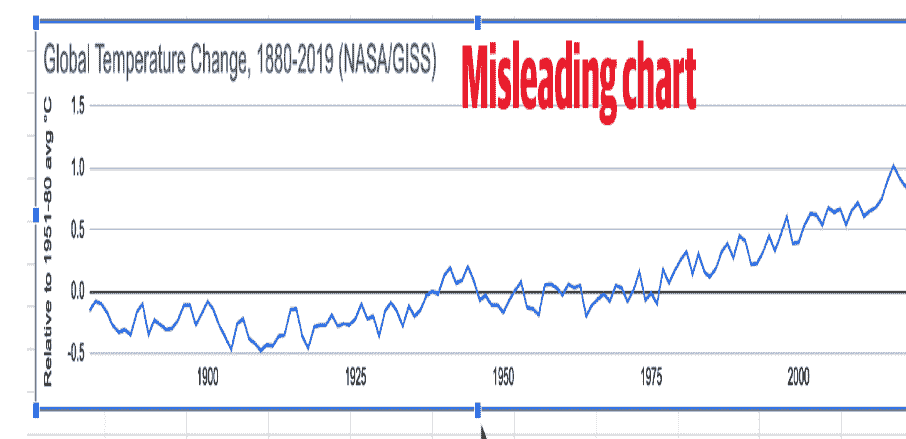 Global Temperature Change, 1880-2019 (NASA/GISS)
Misleading chart
Relative to 1951-80 avg °C
1.5
1.0
0.5
0.0
-0.5
1900 1925 1950 1975 2000